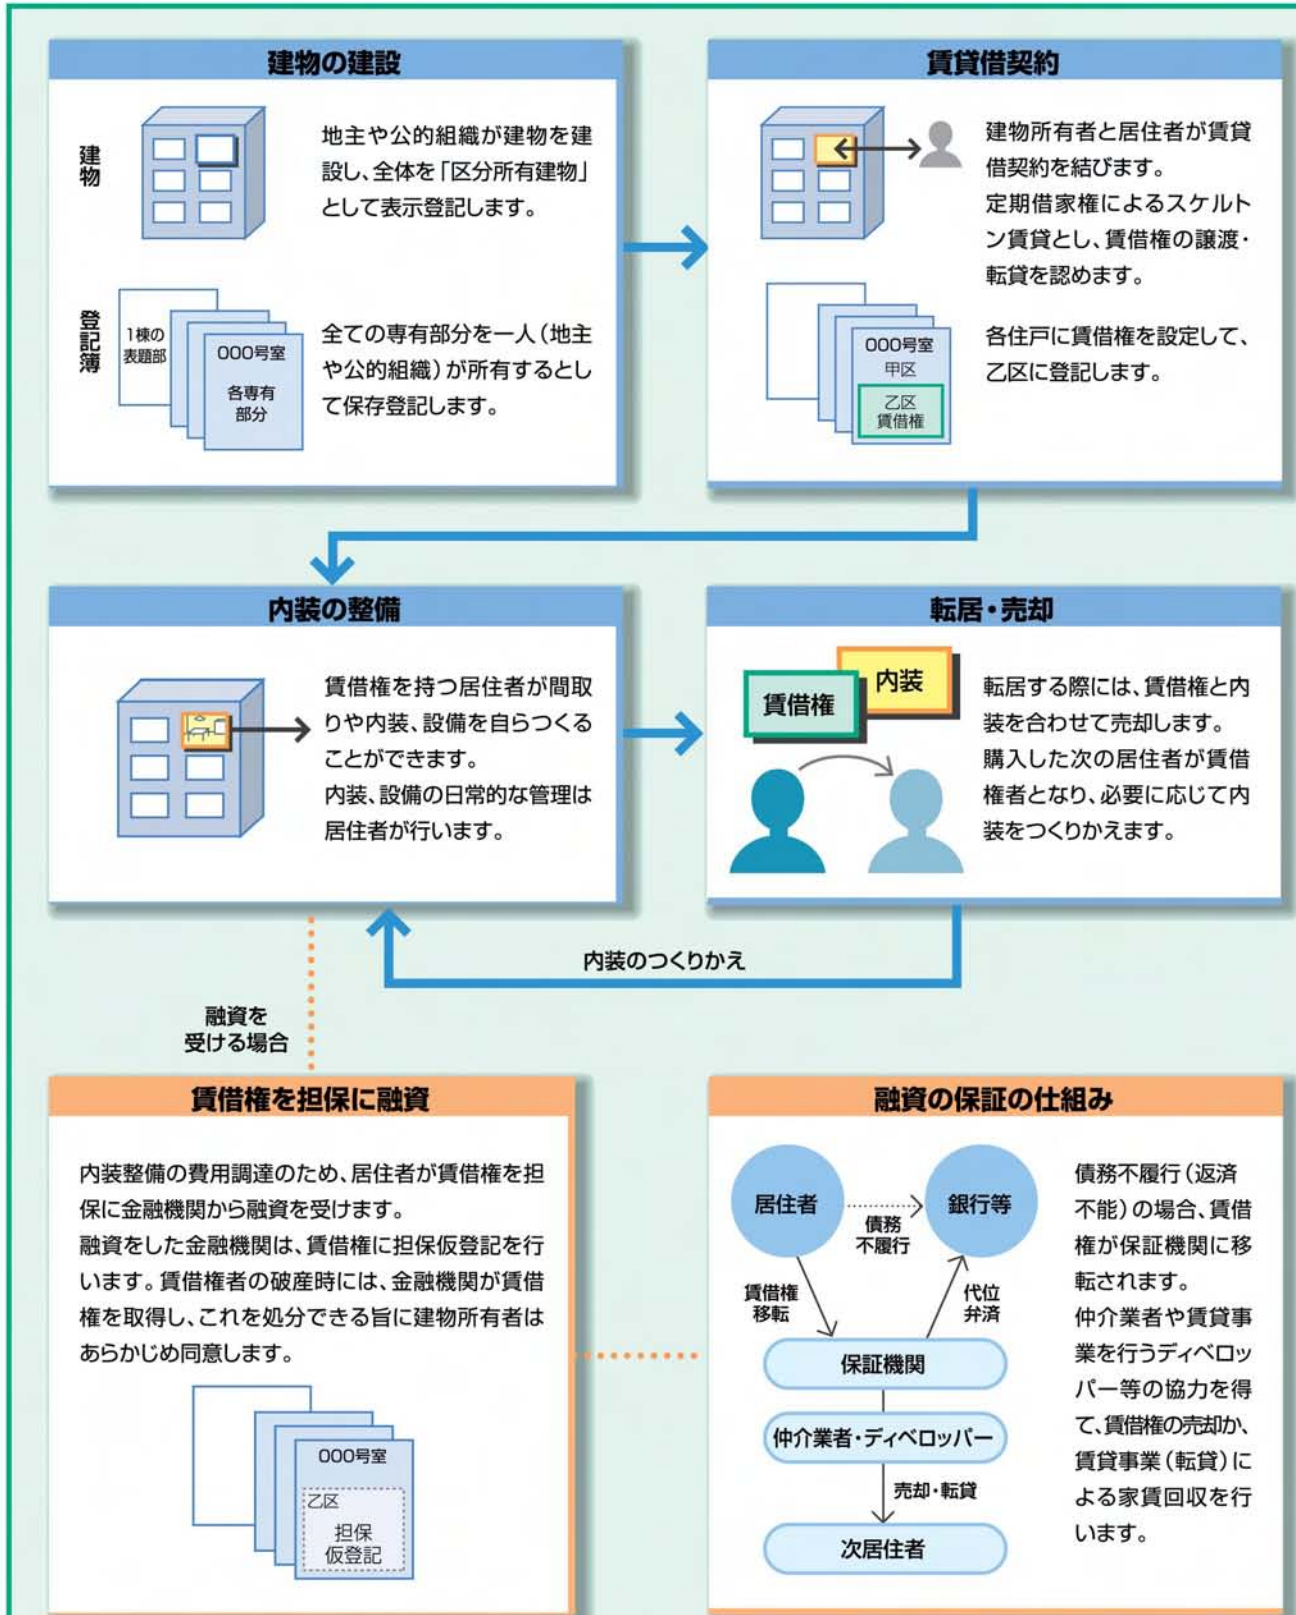 建物の建設
建物
地主や公的組織が建物を建
設し、全体を「区分所有建物」
として表示登記します。
登記簿
1棟の
表題部
000号室
各専有
部分
全ての専有部分を一人（地主
や公的組織）が所有するとし
て保存登記します。
賃貸借契約
建物所有者と居住者が賃貸
借契約を結びます。
定期借家権によるスケルト
ン賃貸とし、賃借権の譲渡・
転貸を認めます。
000号室
甲区
乙区
賃借権
各住戸に賃借権を設定して、
乙区に登記します。
内装の整備
賃借権を持つ居住者が間取
りや内装、設備を自らつくる
ことができます。
内装、設備の日常的な管理は
居住者が行います。
転居・売却
賃借権
内装
転居する際には、賃借権と内
装を合わせて売却します。
購入した次の居住者が賃借
権者となり、必要に応じて内
装をつくりかえます。
内装のつくりかえ
融資を
受ける場合
賃借権を担保に融資
内装整備の費用調達のため、居住者が賃借権を担
保に金融機関から融資を受けます。
融資をした金融機関は、賃借権に担保仮登記を行
います。賃借権者の破産時には、金融機関が賃借
権を取得し、これを処分できる旨に建物所有者は
あらかじめ同意します。
000号室
乙区
担保
仮登記
融資の保証の仕組み
居住者
債務
不履行
銀行等
賃借権
移転
代位
弁済
保証機関
仲介業者・ディベロッパー
売却・転貸
次居住者
債務不履行（返済
不能）の場合、賃借
権が保証機関に移
転されます。
仲介業者や賃貸事
業を行うディベロッ
パー等の協力を得
て、賃借権の売却か、
賃貸事業（転貸）に
よる家賃回収を行
います。